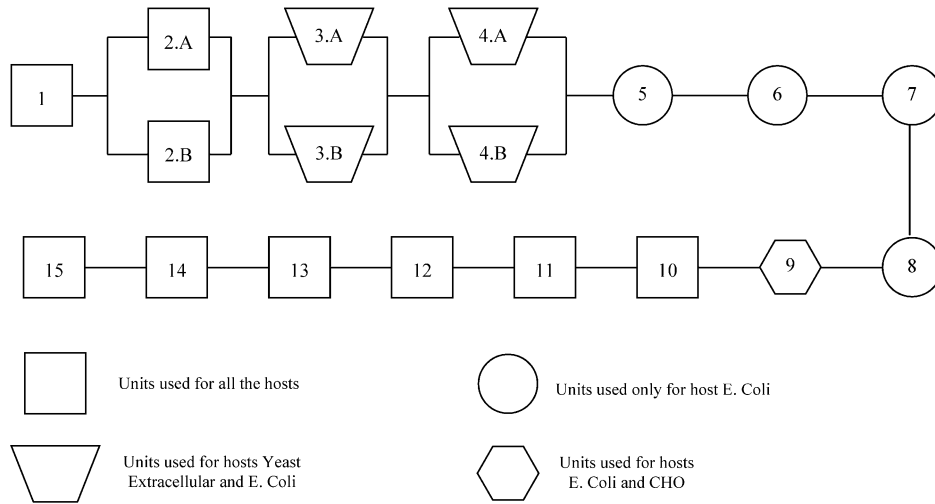 2.A
3.A
4.A
1
5
6
7
2.B
3.B
4.B
15
14
13
12
11
10
9
8
Units used for all the hosts
Units used only for host E. Coli
Units used for hosts Yeast
Extracellular and E. Coli
Units used for hosts
E. Coli and CHO